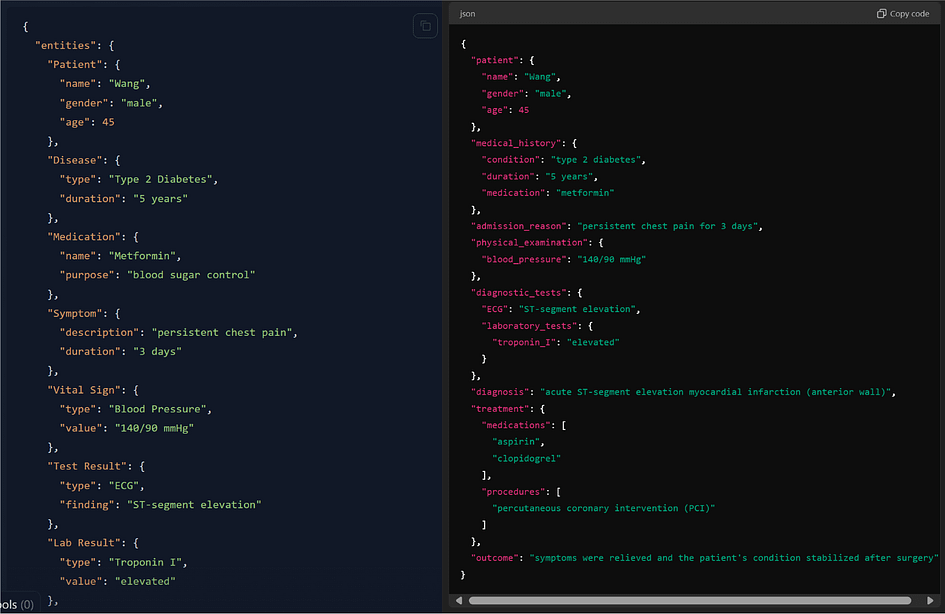 {
"entities": {
"Patient": {
"name": "Wang",
"gender": "male",
"age": 45
},
"Disease": {
"type": "Type 2 Diabetes",
"duration": "5 years"
},
"Medication": {
"name": "Metformin",
"purpose": "blood sugar control"
},
"Symptom": {
"description": "persistent chest pain",
"duration": "3 days"
},
"Vital Sign": {
"type": "Blood Pressure",
"value": "140/90 mmHg"
},
"Test Result": {
"type": "ECG",
"finding": "ST-segment elevation"
},
"Lab Result": {
"type": "Troponin I",
"value": "elevated"
},
ols (0)
json
Copy code
{
"patient": {
"name": "Wang",
"gender": "male",
"age": 45
},
"medical_history": {
"condition": "type 2 diabetes",
"duration": "5 years",
"medication": "metformin"
},
"admission_reason": "persistent chest pain for 3 days",
"physical_examination": {
"blood_pressure": "140/90 mmHg"
},
"diagnostic_tests": {
"ECG": "ST-segment elevation",
"laboratory_tests": {
"troponin_I": "elevated"
}
},
"diagnosis": "acute ST-segment elevation myocardial infarction (anterior wall)",
"treatment": {
"medications": [
"aspirin",
"clopidogrel"
],
"procedures": [
"percutaneous coronary intervention (PCI)"
]
},
"outcome": "symptoms were relieved and the patient's condition stabilized after surgery"
}